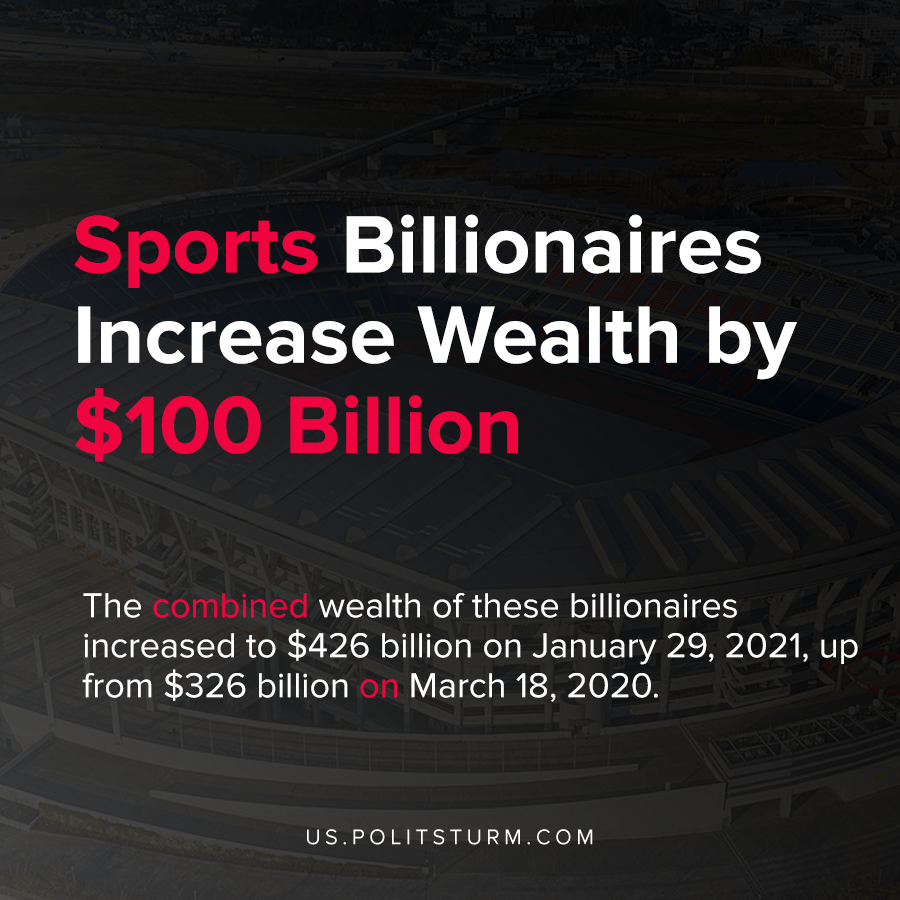 Sports Billionaires
Increase Wealth by
$100 Billion
The combined wealth of these billionaires
increased to $426 billion on January 29, 2021, up
from $326 billion on March 18, 2020.
US.POLITSTURM.COM